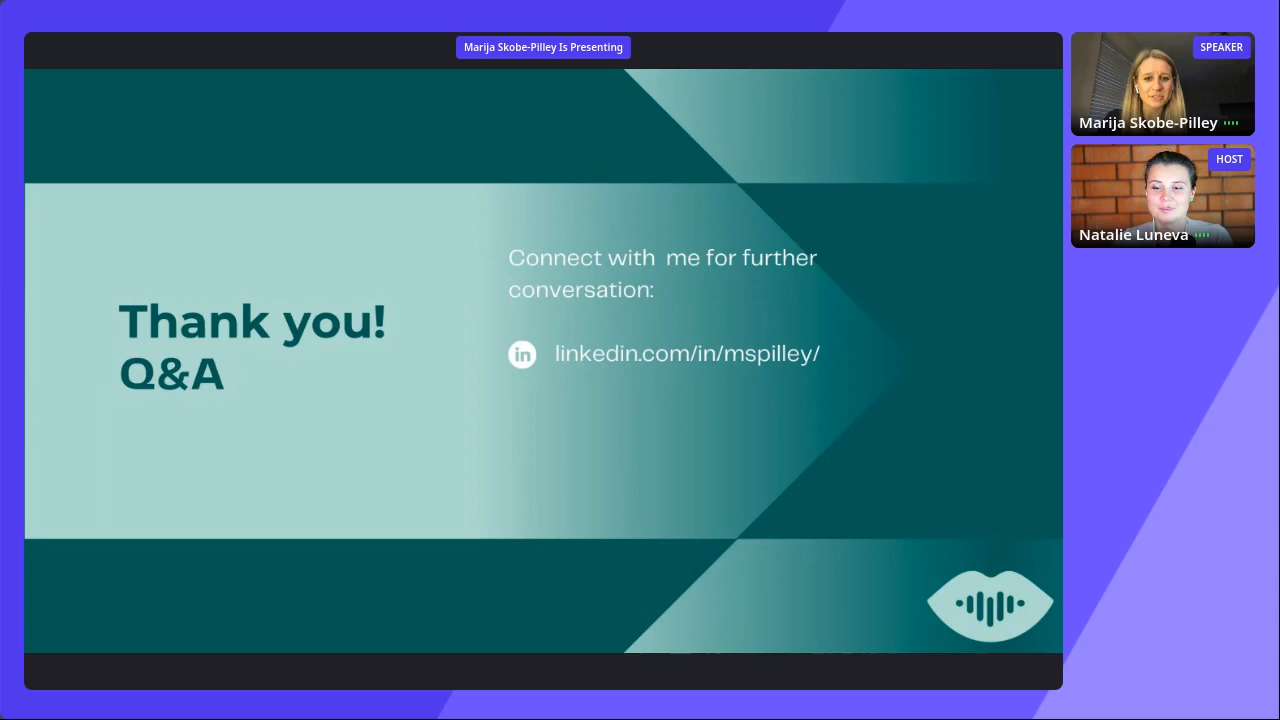 Marija Skobe-Pilley Is Presenting
SPEAKER
Marija Skobe-Pilley
HOST
Natalie Luneva
Thank you!
Q&A
Connect with me for further
conversation:
in
linkedin.com/in/mspilley/